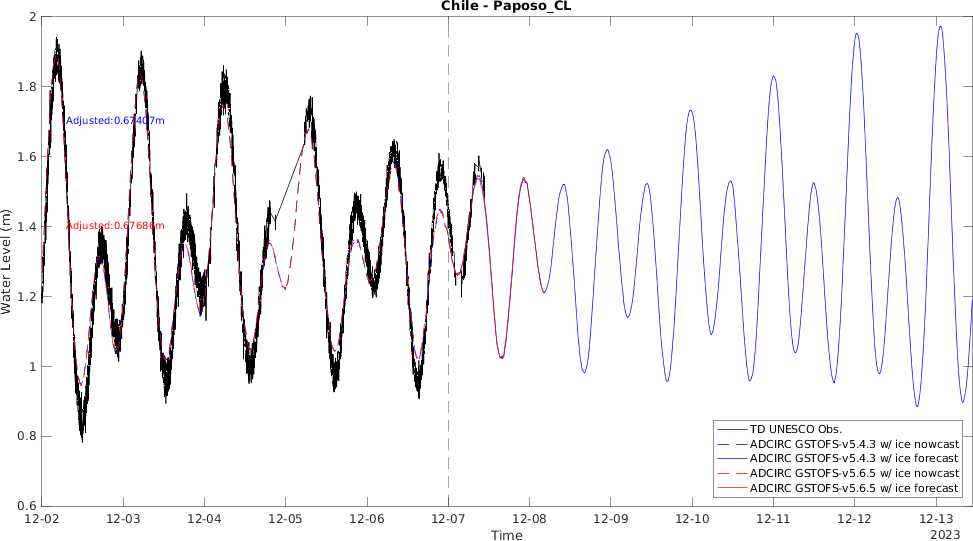 Chile - Paposo_CL
Water Level (m)
2
1.8
1.6
1.4
1.2
1
0.8
0.6
Adjusted:0.67407m
Adjusted:0.67686m
TD UNESCO Obs.
ADCIRC GSTOFS-v5.4.3 w/ ice nowcast
ADCIRC GSTOFS-v5.4.3 w/ ice forecast
ADCIRC GSTOFS-v5.6.5 w/ ice nowcast
ADCIRC GSTOFS-v5.6.5 w/ ice forecast
12-02 12-03 12-04 12-05 12-06 12-07 12-08 12-09 12-10 12-11 12-12 12-13
Time
2023